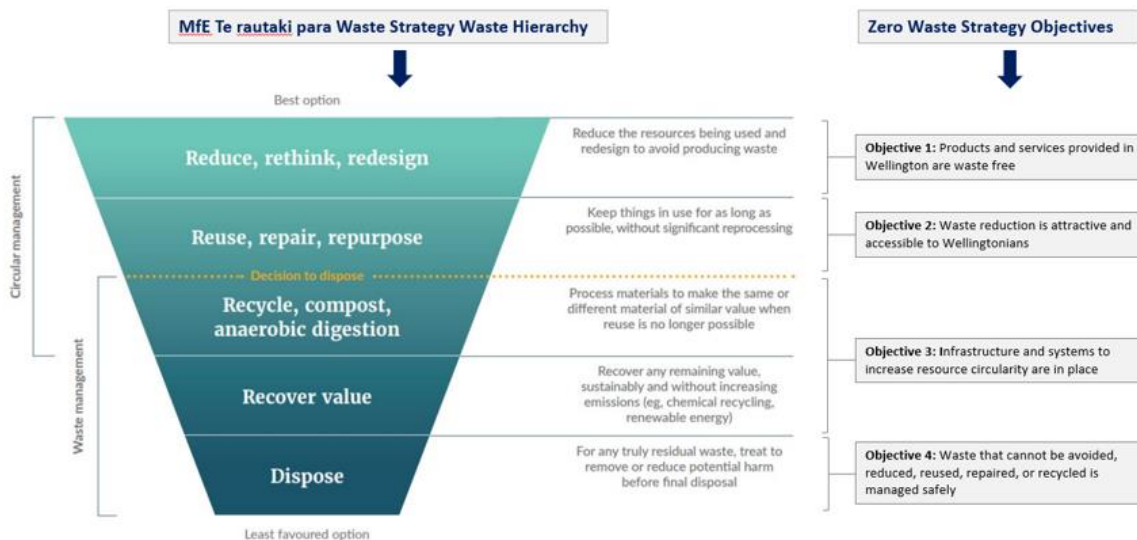 MfE Te rautaki para Waste Strategy Waste Hierarchy
Zero Waste Strategy Objectives
Best option
Circular management
Waste management
Reduce, rethink, redesign
Reduce the resources being used and
redesign to avoid producing waste
Objective 1: Products and services provided in
Wellington are waste free
Reuse, repair, repurpose
Keep things in use for as long as
possible, without significant reprocessing
Objective 2: Waste reduction is attractive and
accessible to Wellingtonians
Decision to dispose
Recycle, compost,
anaerobic digestion
Process materials to make the same or
different material of similar value when
reuse is no longer possible
Objective 3: Infrastructure and systems to
increase resource circularity are in place
Recover value
Recover any remaining value,
sustainably and without increasing
emissions (eg, chemical recycling,
renewable energy)
Dispose
For any truly residual waste, treat to
remove or reduce potential harm
before final disposal
Objective 4: Waste that cannot be avoided,
reduced, reused, repaired, or recycled is
managed safely
Least favoured option